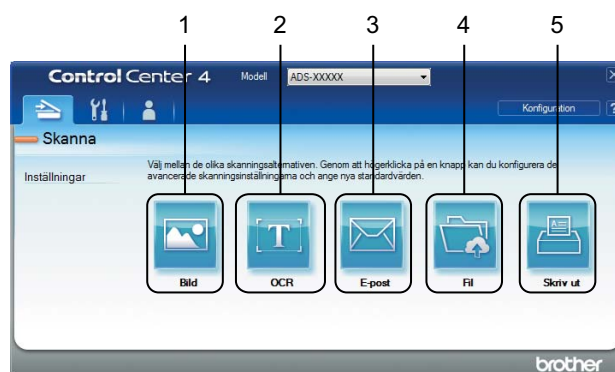 1 2 3 4 5
Control Center 4 Modell ADS-XXXXX
Konfiguration ?
Skanna
Välj mellan de olika skanningsalternativen. Genom att högerklicka på en knapp kan du konfigurera de
Inställningar avancerade skanningsinställningarna och ange nya standardvärden.
T
Bild OCR E-post Fil Skriv ut
brother